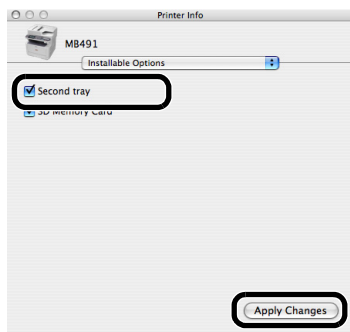 Printer Info
MB491
Installable Options
Second tray
SD Memory Card
Apply Changes